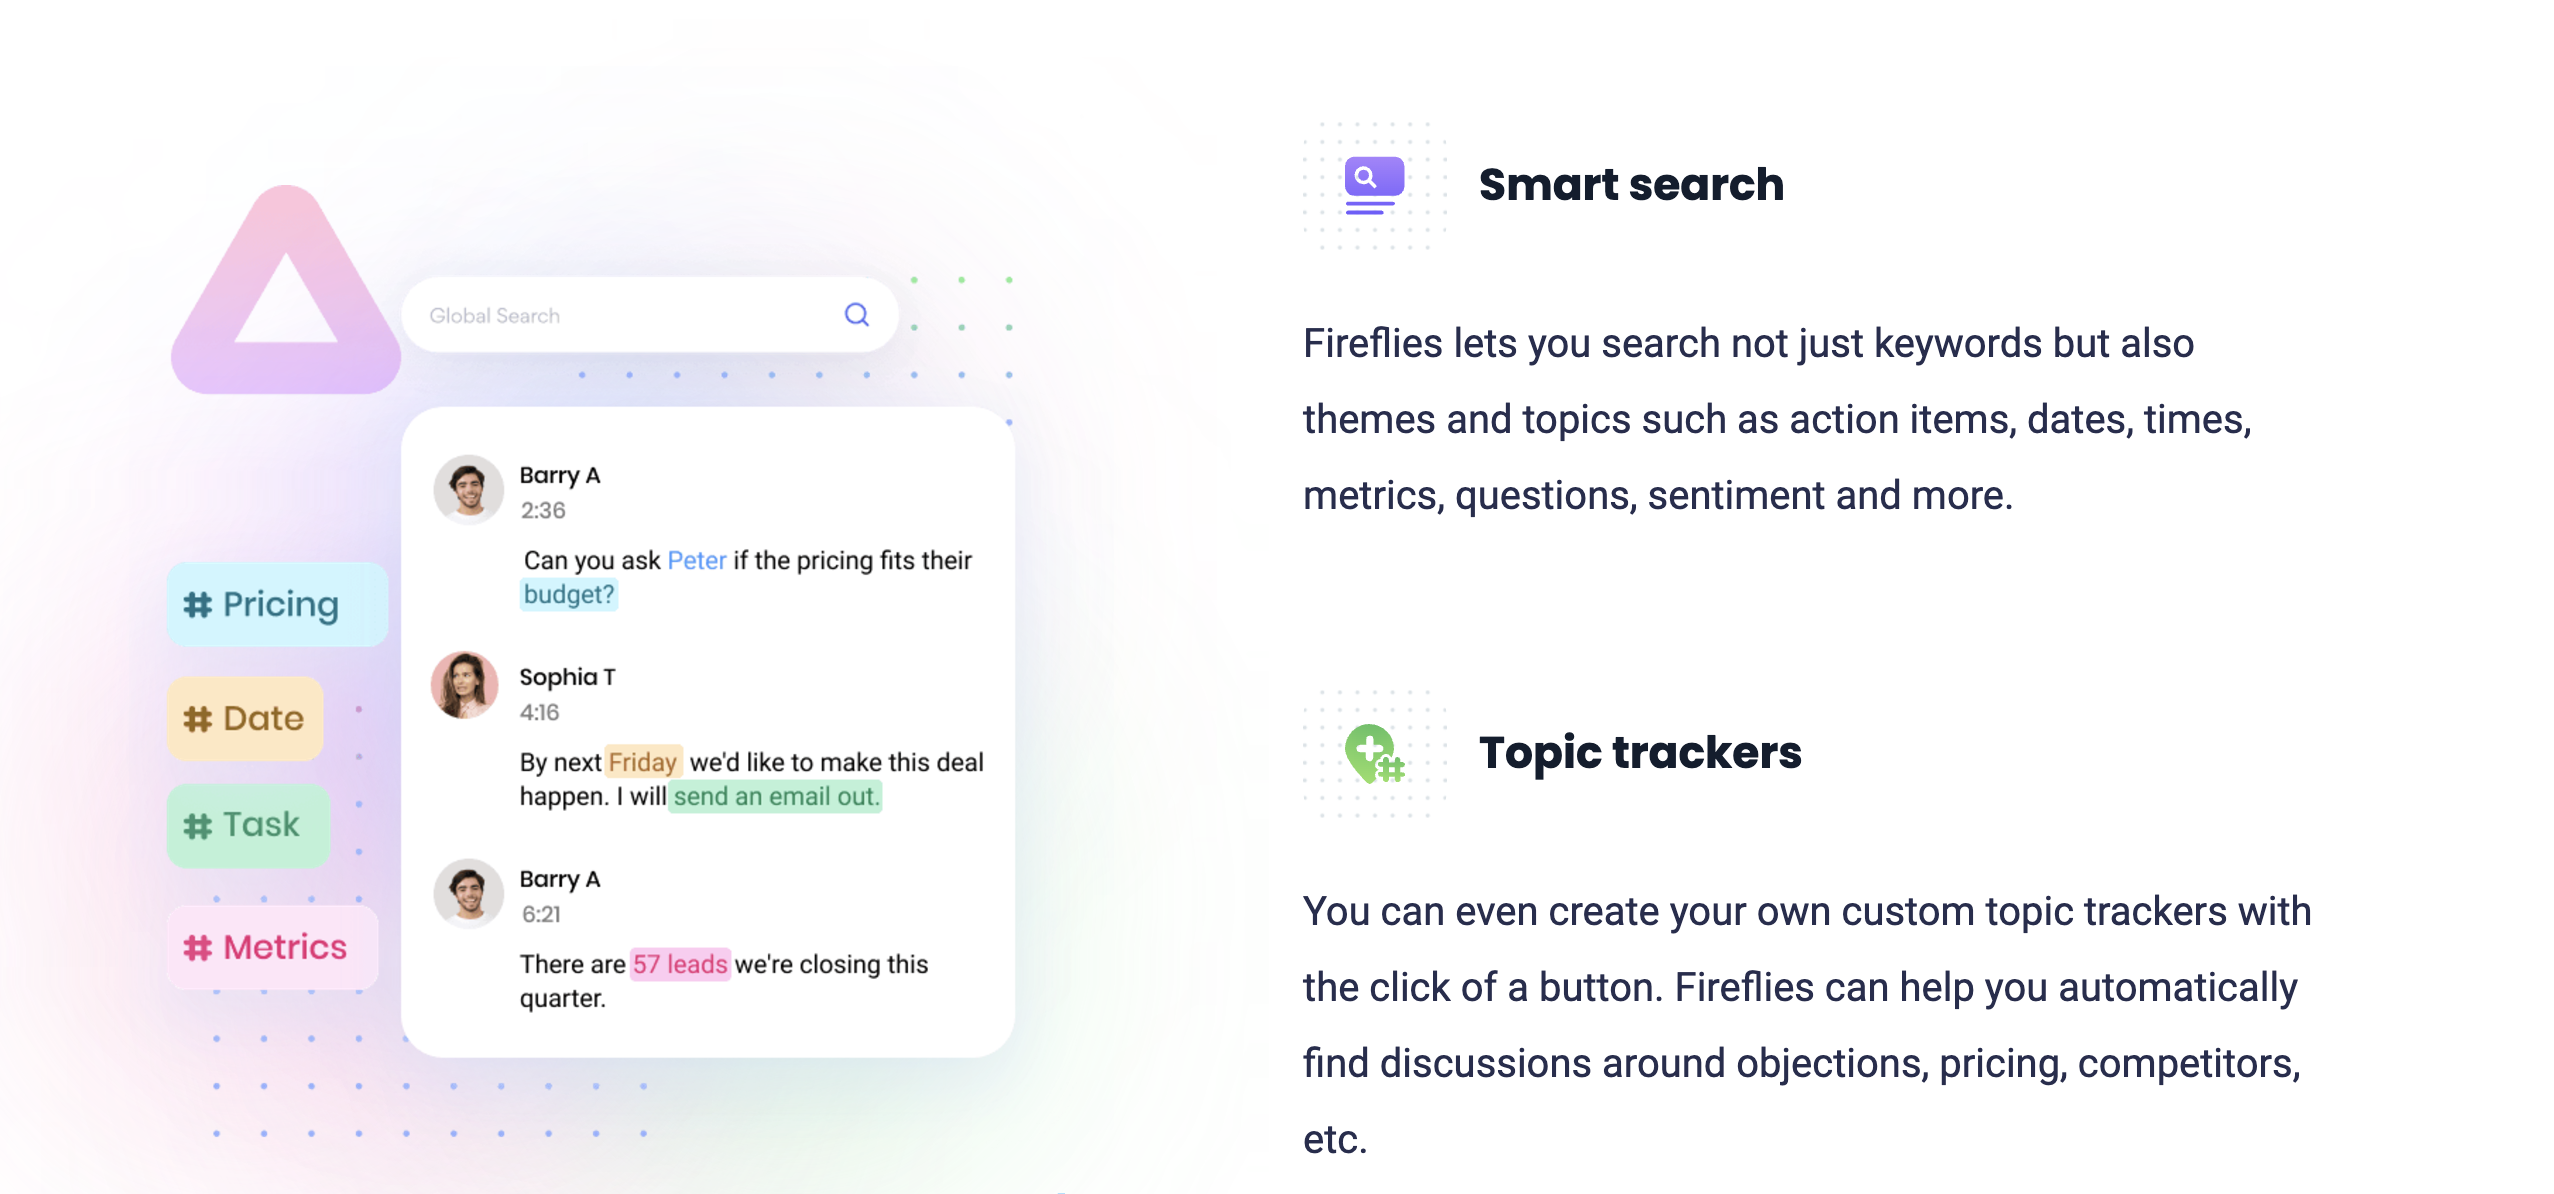 Global Search
Barry A
2:36
Can you ask Peter if the pricing fits their
budget?
Sophia T
4:16
By next Friday we'd like to make this deal
happen. I will send an email out.
Barry A
6:21
There are 57 leads we're closing this
quarter.
# Pricing
# Date
# Task
# Metrics
Smart search
Fireflies lets you search not just keywords but also
themes and topics such as action items, dates, times,
metrics, questions, sentiment and more.
Topic trackers
You can even create your own custom topic trackers with
the click of a button. Fireflies can help you automatically
find discussions around objections, pricing, competitors,
etc.